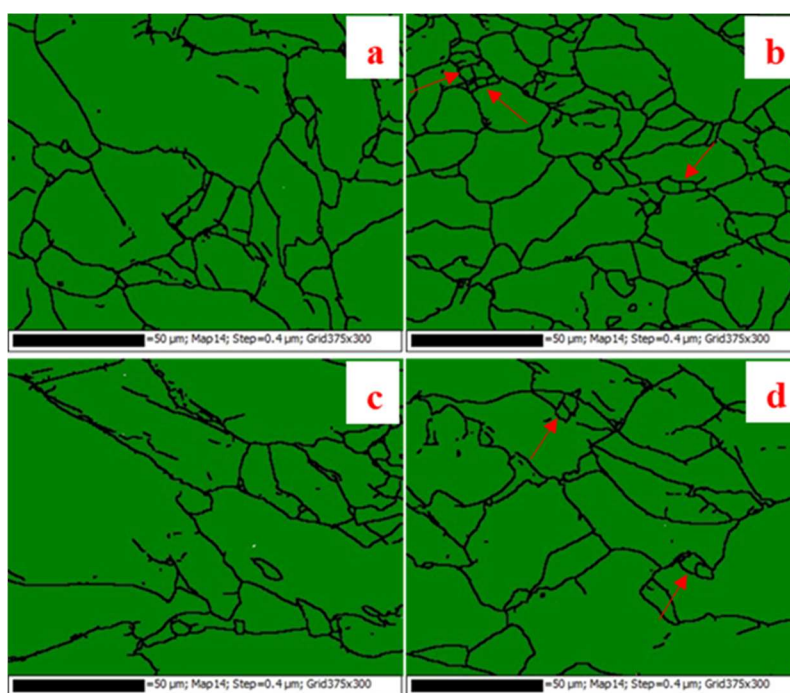 a
b
=50 µm; Map14; Step=0.4 µm; Grid375x300
=50 µm; Map14; Step=0.4 µm; Grid375x300
c
d
=50 µm; Map14; Step=0.4 µm; Grid375x300
=50 µm; Map14; Step=0.4 µm; Grid375x300